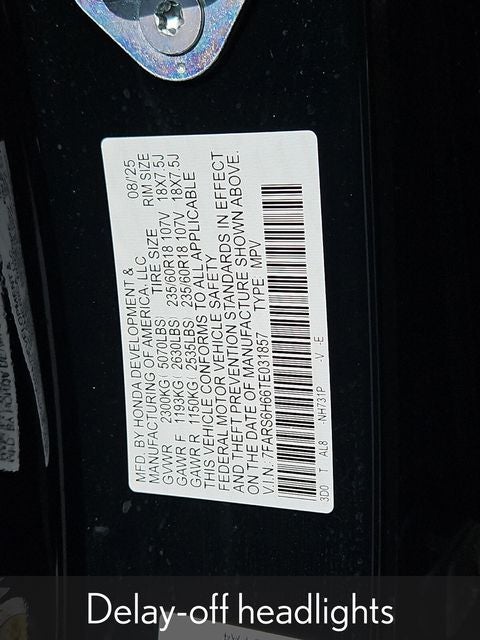 MFD. BY HONDA DEVELOPMENT & 08/'25
MANUFACTURING OF AMERICA, LLC
TIRE SIZE RIM SIZE
GVWR 2300KG( 5070LBS)
GAWR F 1193KG( 2630LBS) 235/60R18 107V 18X7.5J
GAWR R 1150KG( 2535LBS) 235/60R18 107V 18X7.5J
THIS VEHICLE CONFORMS TO ALL APPLICABLE
FEDERAL MOTOR VEHICLE SAFETY
AND THEFT PREVENTION STANDARDS IN EFFECT
ON THE DATE OF MANUFACTURE SHOWN ABOVE.
V.I.N.: 7FARS6H66TE031857 TYPE MPV
3D0 T AL8 -NH731P -V -E
Delay-off headlights